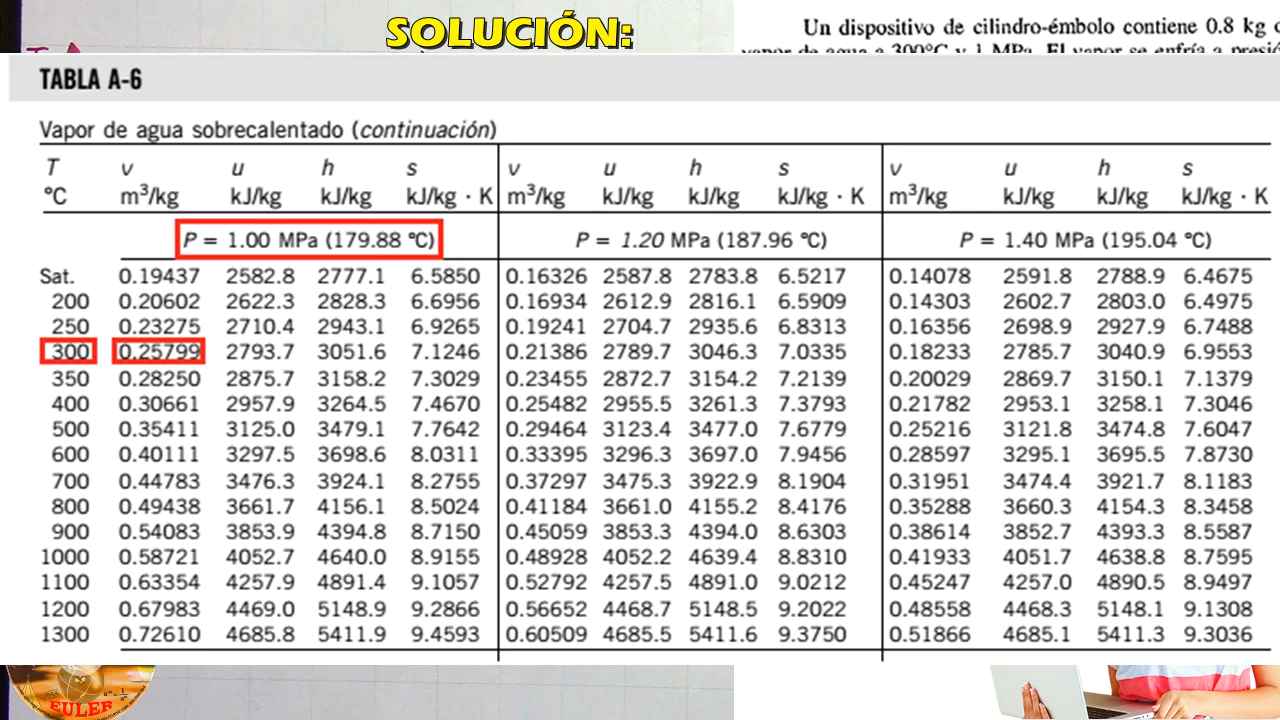 SOLUCIÓN:
Un dispositivo de cilindro-émbolo contiene 0.8 kg
vapor de agua a 300°C y 1 MPa. El vapor se enfría a presió
TABLA A-6
Vapor de agua sobrecalentado (continuación)
T v u h s v u h s v u h s
°C m³/kg kJ/kg kJ/kg kJ/kg · K m³/kg kJ/kg kJ/kg kJ/kg · K m³/kg kJ/kg kJ/kg kJ/kg · K
P = 1.00 MPa (179.88 °C) P = 1.20 MPa (187.96 °C) P = 1.40 MPa (195.04 °C)
Sat. 0.19437 2582.8 2777.1 6.5850 0.16326 2587.8 2783.8 6.5217 0.14078 2591.8 2788.9 6.4675
200 0.20602 2622.3 2828.3 6.6956 0.16934 2612.9 2816.1 6.5909 0.14303 2602.7 2803.0 6.4975
250 0.23275 2710.4 2943.1 6.9265 0.19241 2704.7 2935.6 6.8313 0.16356 2698.9 2927.9 6.7488
300 0.25799 2793.7 3051.6 7.1246 0.21386 2789.7 3046.3 7.0335 0.18233 2785.7 3040.9 6.9553
350 0.28250 2875.7 3158.2 7.3029 0.23455 2872.7 3154.2 7.2139 0.20029 2869.7 3150.1 7.1379
400 0.30661 2957.9 3264.5 7.4670 0.25482 2955.5 3261.3 7.3793 0.21782 2953.1 3258.1 7.3046
500 0.35411 3125.0 3479.1 7.7642 0.29464 3123.4 3477.0 7.6779 0.25216 3121.8 3474.8 7.6047
600 0.40111 3297.5 3698.6 8.0311 0.33395 3296.3 3697.0 7.9456 0.28597 3295.1 3695.5 7.8730
700 0.44783 3476.3 3924.1 8.2755 0.37297 3475.3 3922.9 8.1904 0.31951 3474.4 3921.7 8.1183
800 0.49438 3661.7 4156.1 8.5024 0.41184 3661.0 4155.2 8.4176 0.35288 3660.3 4154.3 8.3458
900 0.54083 3853.9 4394.8 8.7150 0.45059 3853.3 4394.0 8.6303 0.38614 3852.7 4393.3 8.5587
1000 0.58721 4052.7 4640.0 8.9155 0.48928 4052.2 4639.4 8.8310 0.41933 4051.7 4638.8 8.7595
1100 0.63354 4257.9 4891.4 9.1057 0.52792 4257.5 4891.0 9.0212 0.45247 4257.0 4890.5 8.9497
1200 0.67983 4469.0 5148.9 9.2866 0.56652 4468.7 5148.5 9.2022 0.48558 4468.3 5148.1 9.1308
1300 0.72610 4685.8 5411.9 9.4593 0.60509 4685.5 5411.6 9.3750 0.51866 4685.1 5411.3 9.3036
EULER